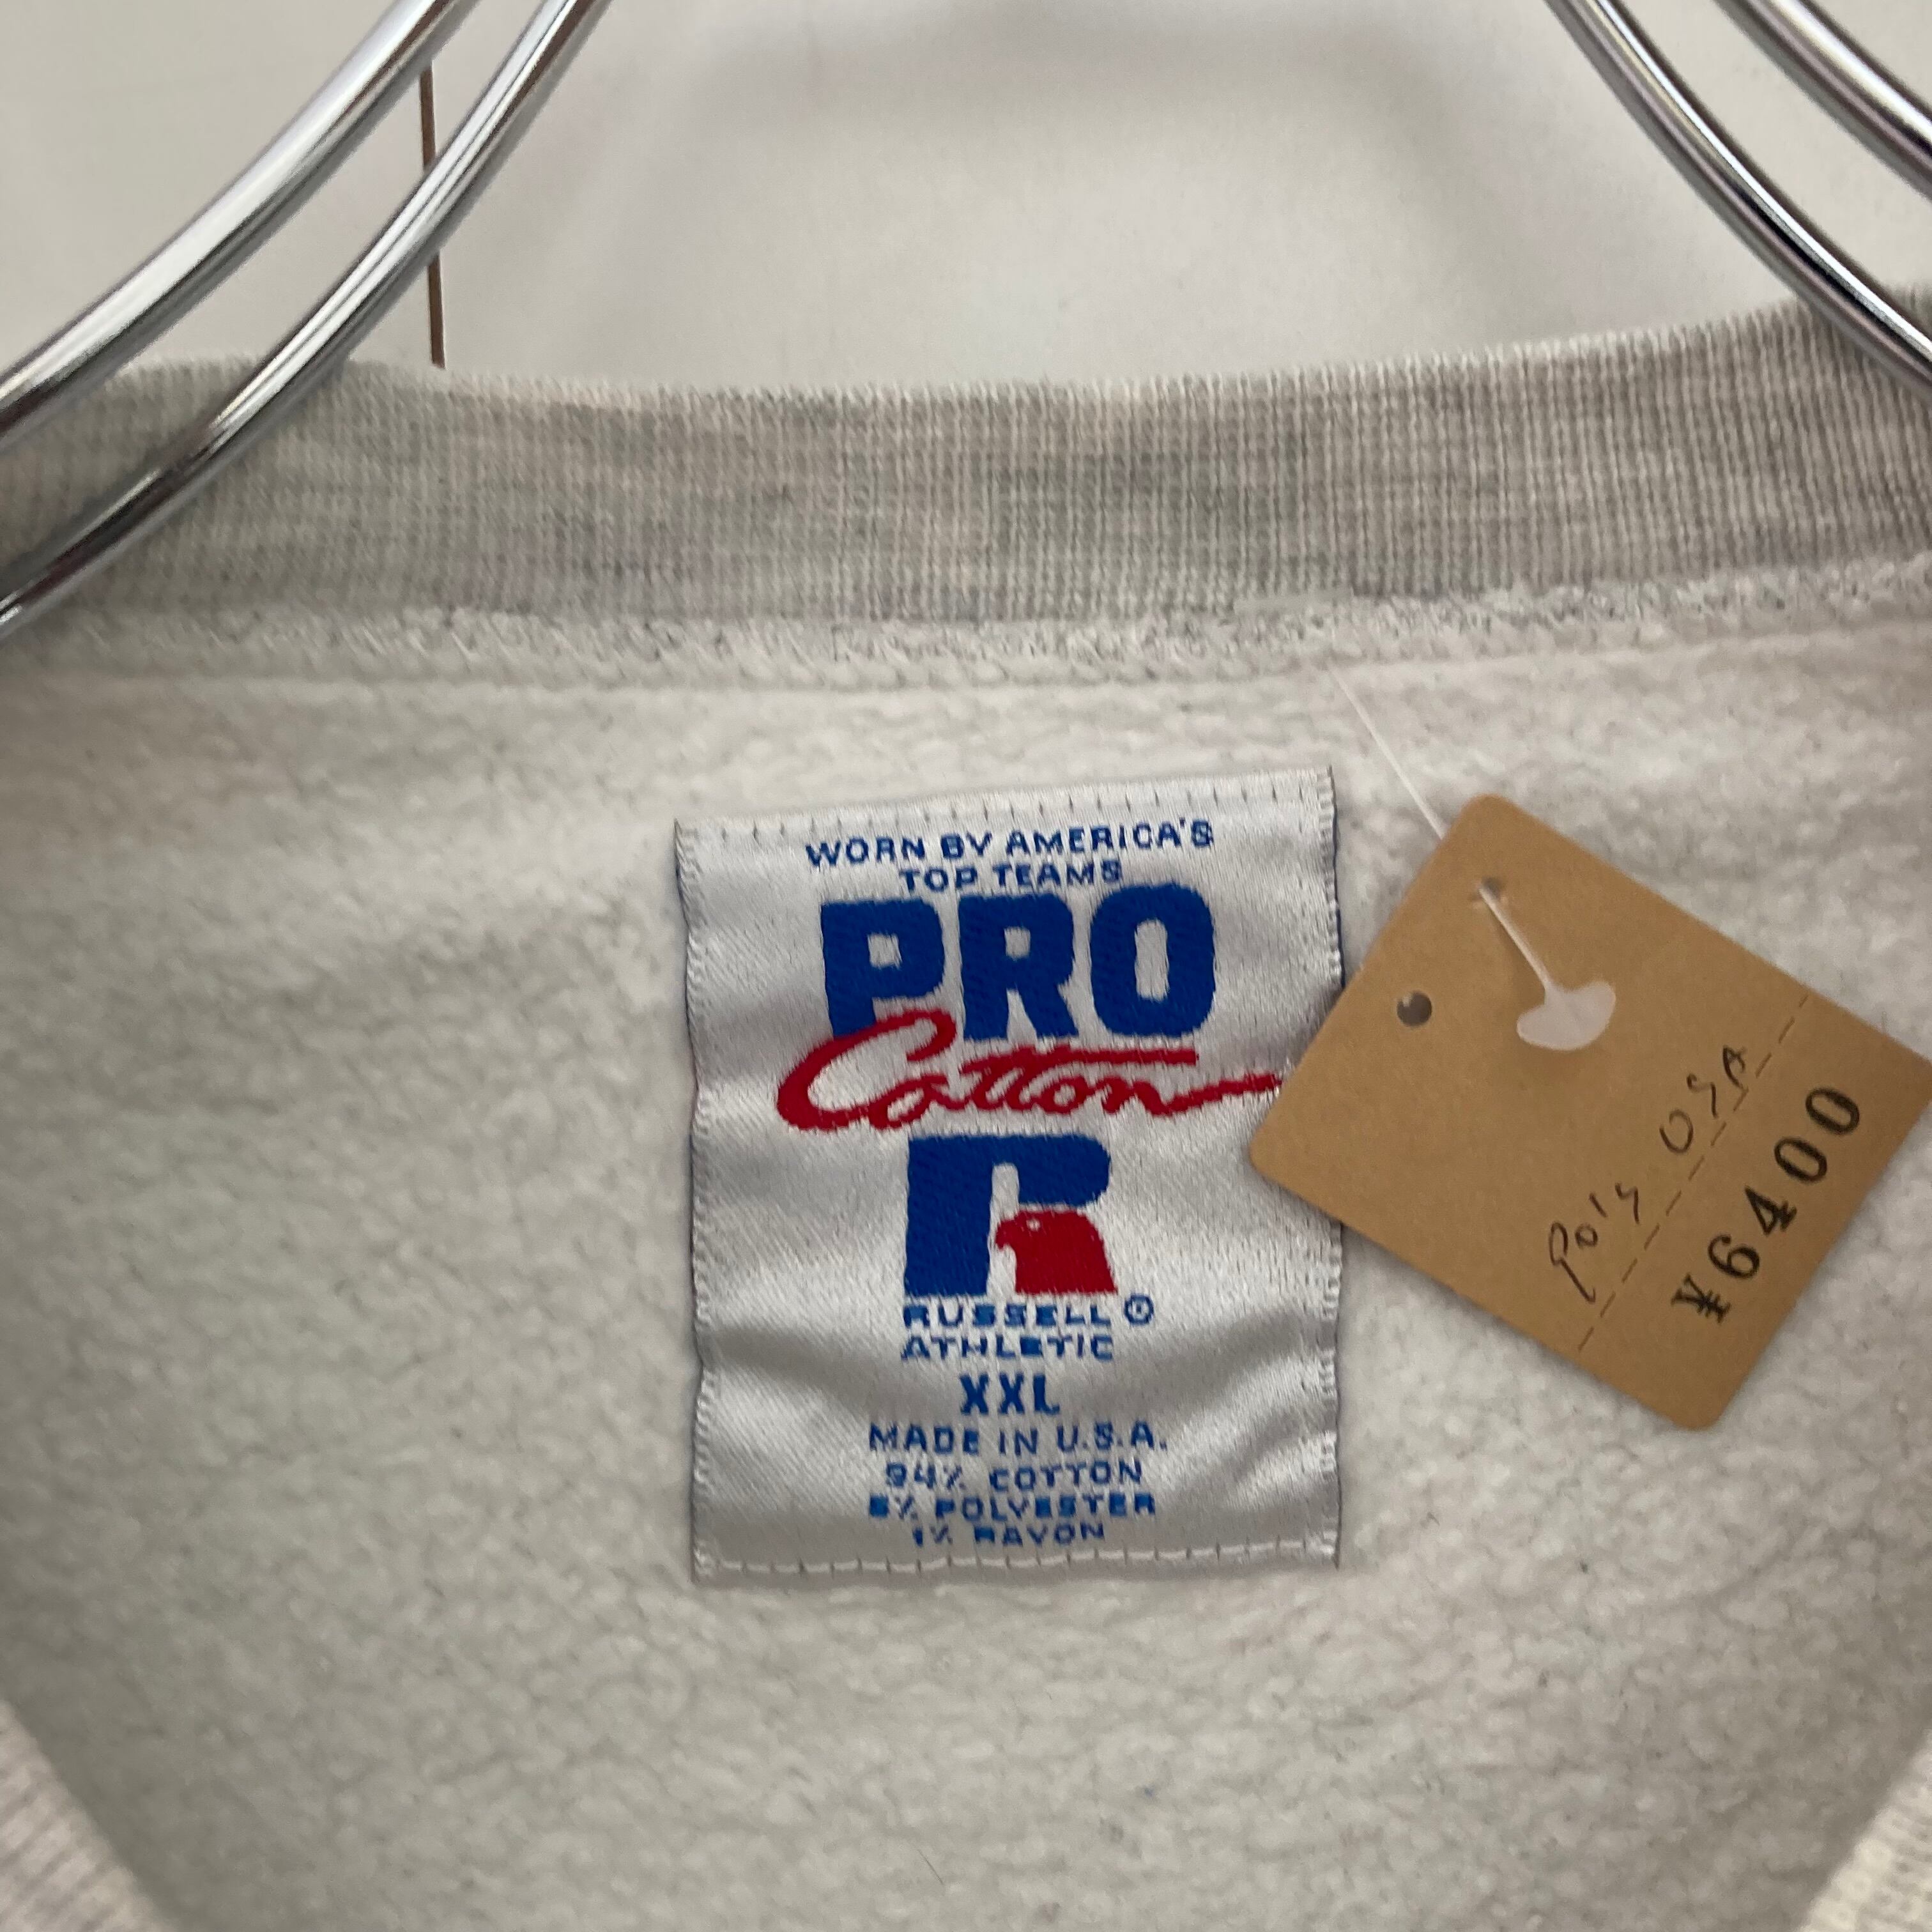 WORN BY AMERICA'S
TOP TEAMS
PRO
Cotton
RUSSELL ®
ATHLETIC
XXL
MADE IN U.S.A.
94% COTTON
5% POLYESTER
1% RAYON
Poly USA
¥6400